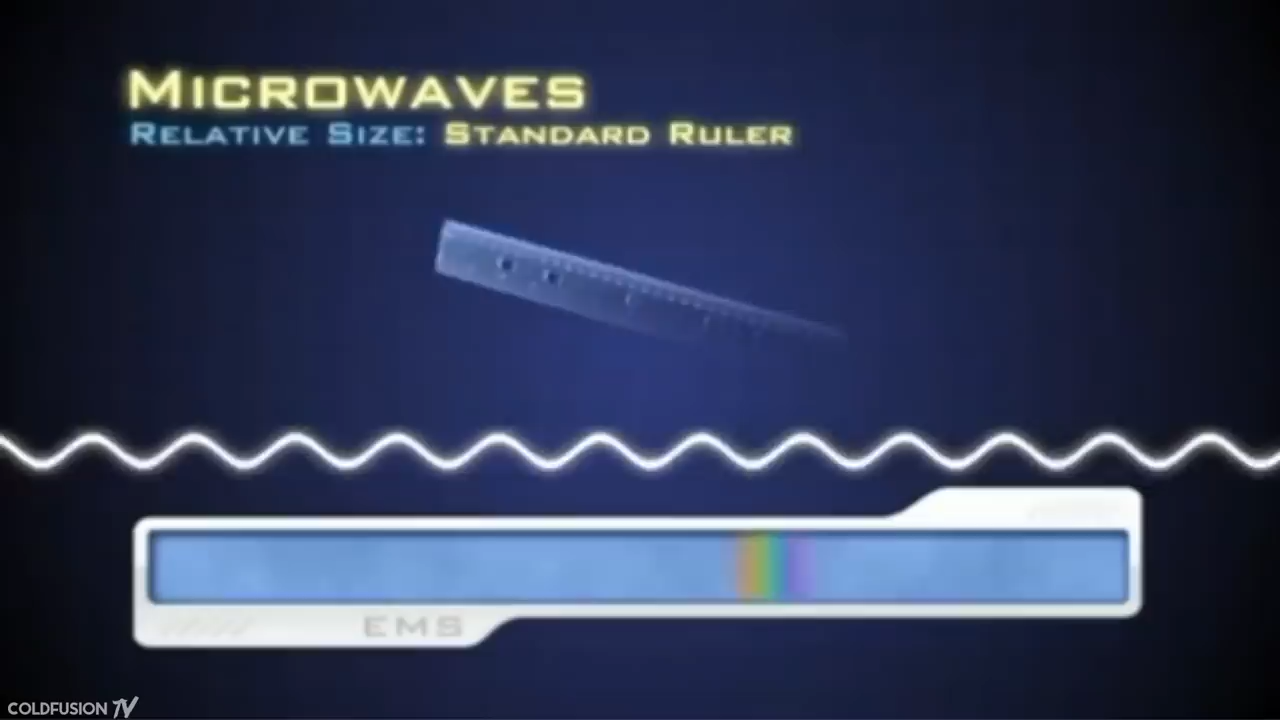 MICROWAVES
RELATIVE SIZE: STANDARD RULER
EMS
COLDFUSION TV